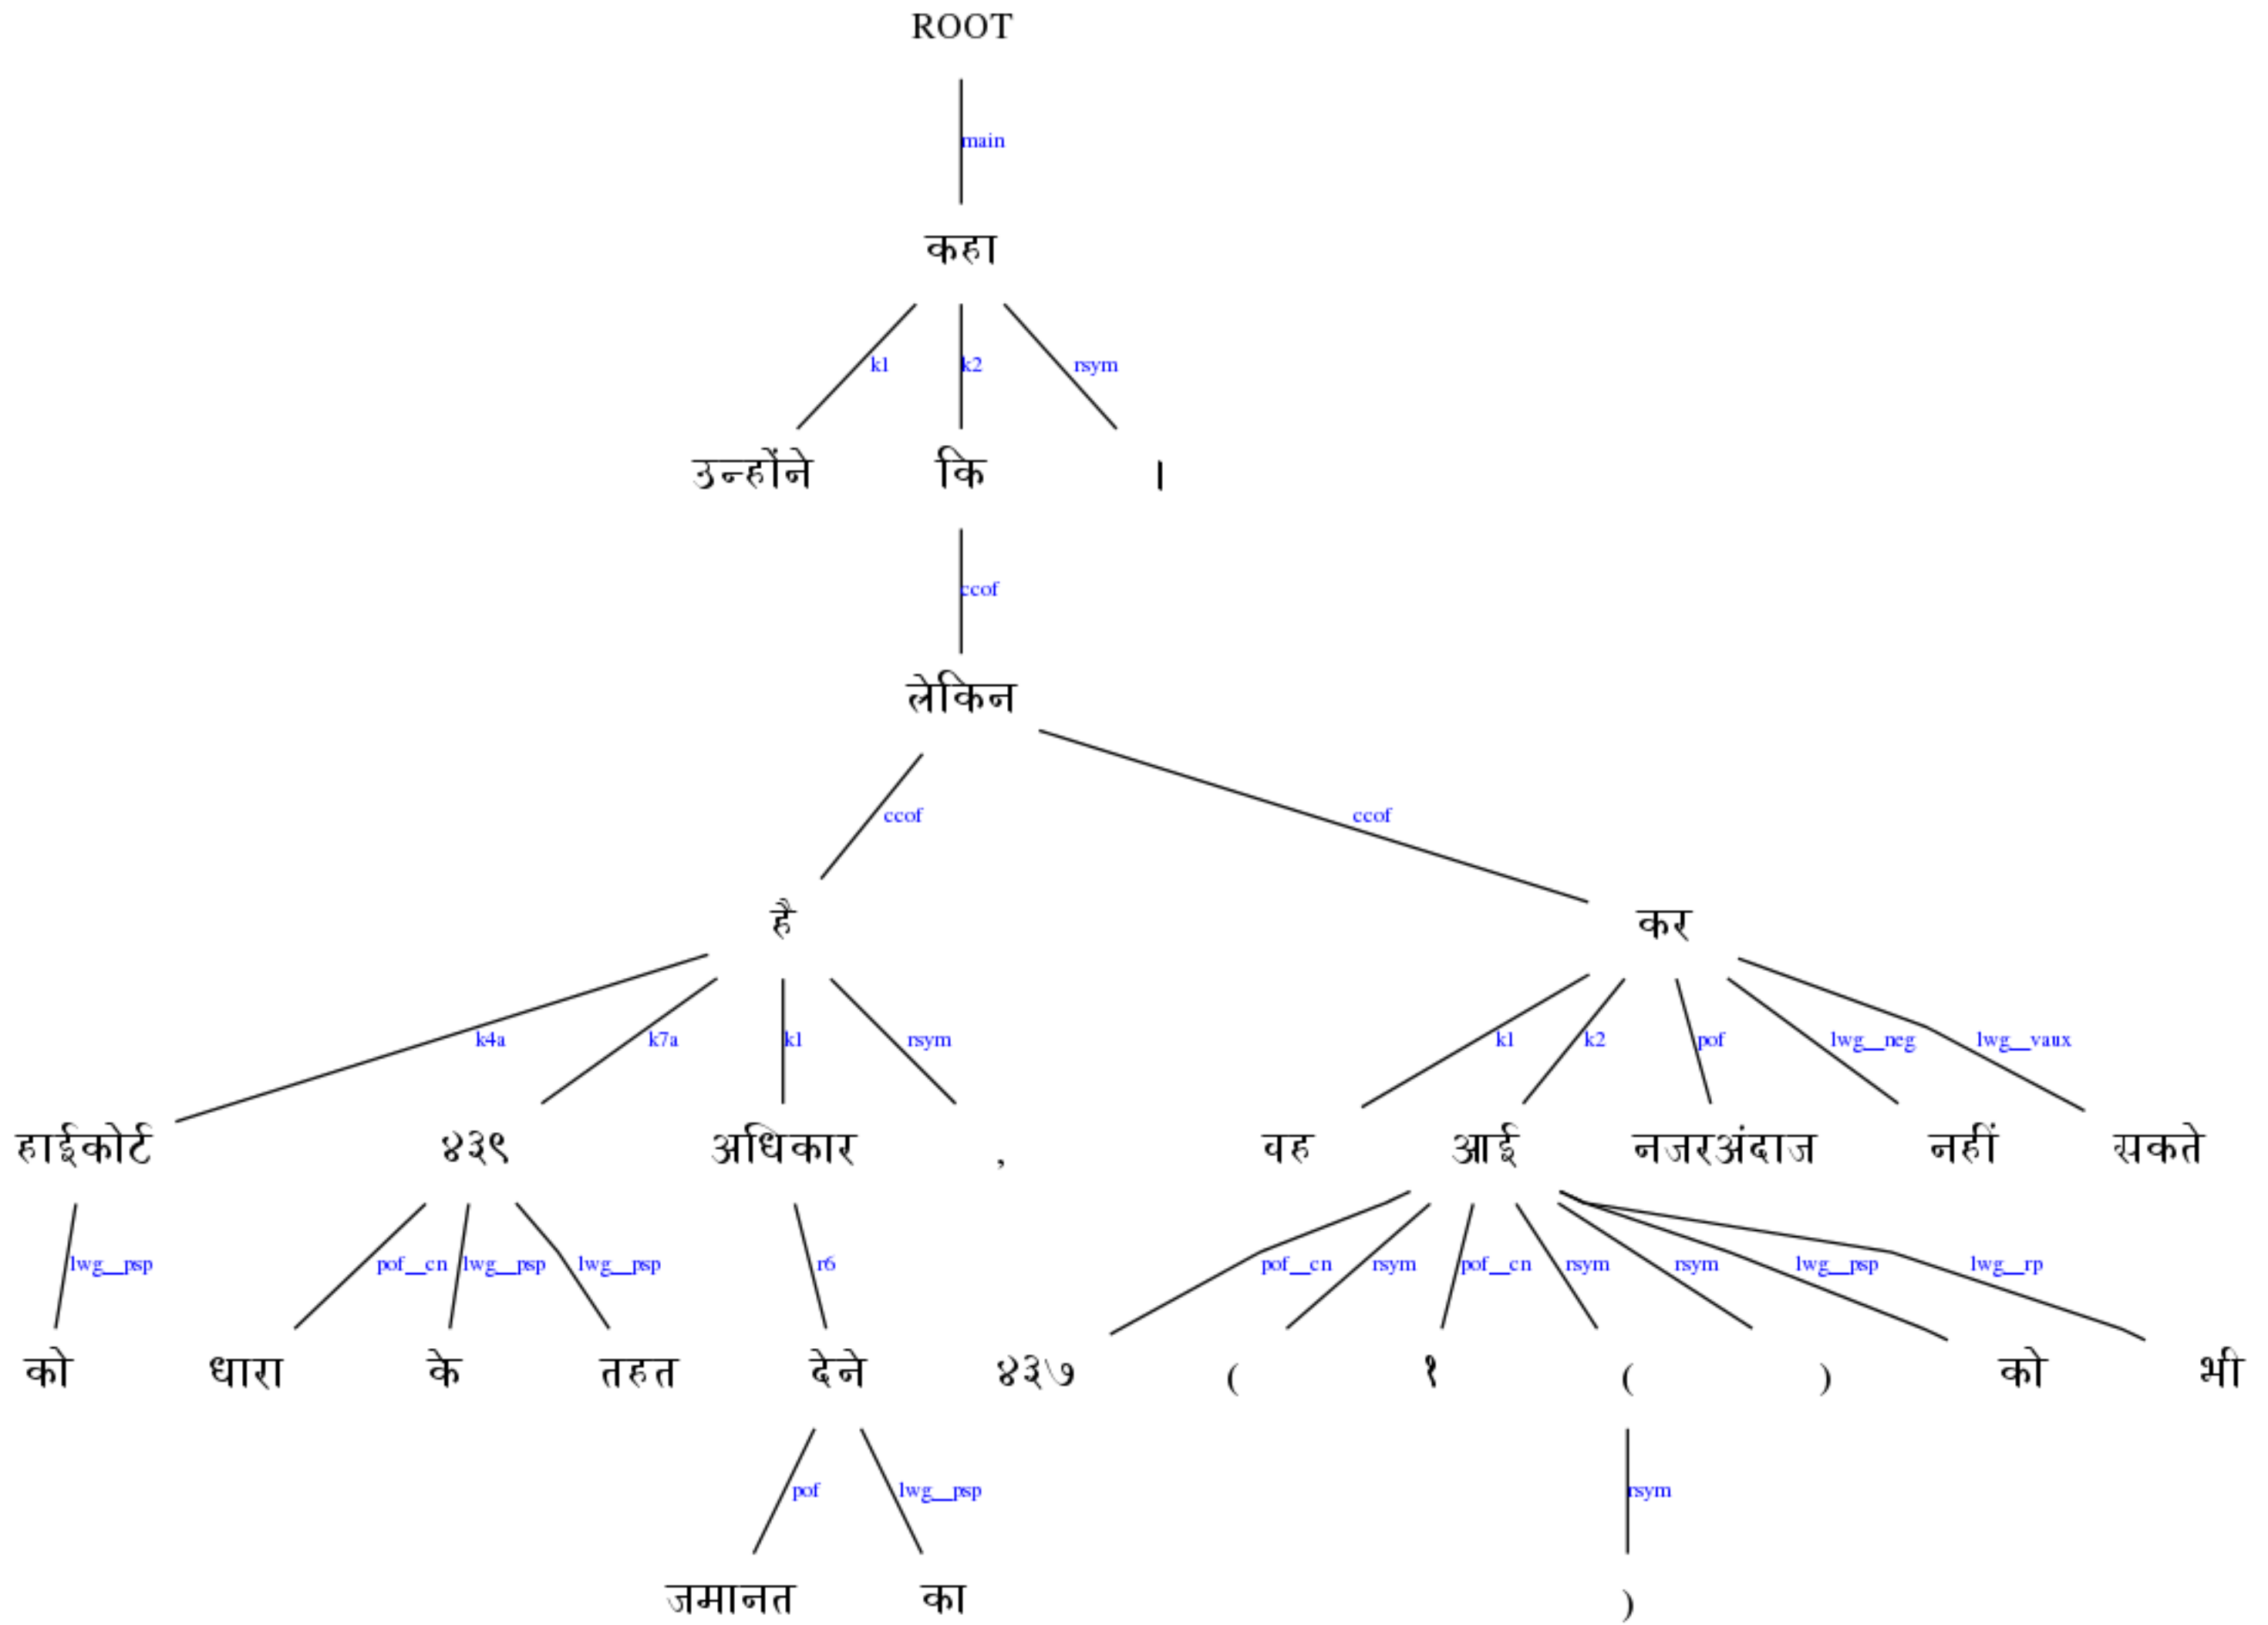 ROOT
main
कहा
k1 k2 rsym
उन्होंने कि ।
ccof
लेकिन
ccof ccof
है कर
k4a k7a k1 rsym k1 k2 pof lwg__neg lwg__vaux
हाईकोर्ट ४३९ अधिकार , वह आई नजरअंदाज नहीं सकते
lwg__psp pof__cn lwg__psp lwg__psp r6 pof__cn rsym pof__cn rsym rsym lwg__psp lwg__rp
को धारा के तहत देने ४३७ ( १ ( ) को भी
pof lwg__psp rsym
जमानत का )